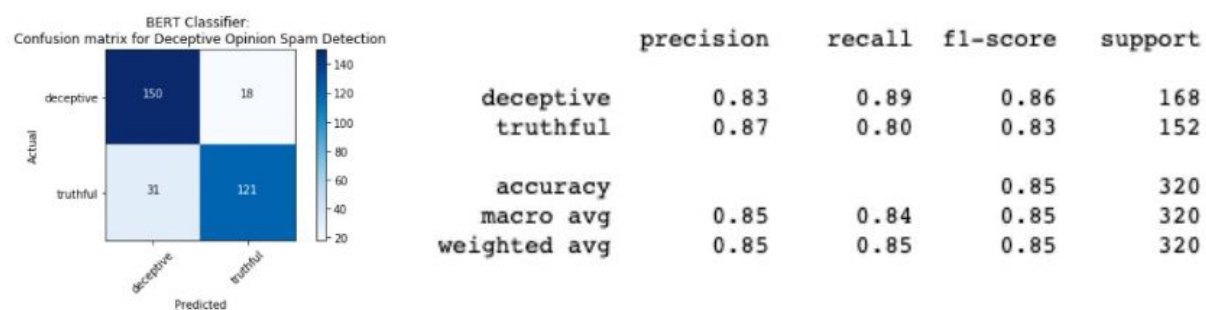 BERT Classifier:
Confusion matrix for Deceptive Opinion Spam Detection
deceptive 150 18
truthful 31 121
Actual
deceptive truthful
Predicted
140
120
100
80
60
40
20
precision recall f1-score support
deceptive 0.83 0.89 0.86 168
truthful 0.87 0.80 0.83 152
accuracy 0.85 320
macro avg 0.85 0.84 0.85 320
weighted avg 0.85 0.85 0.85 320